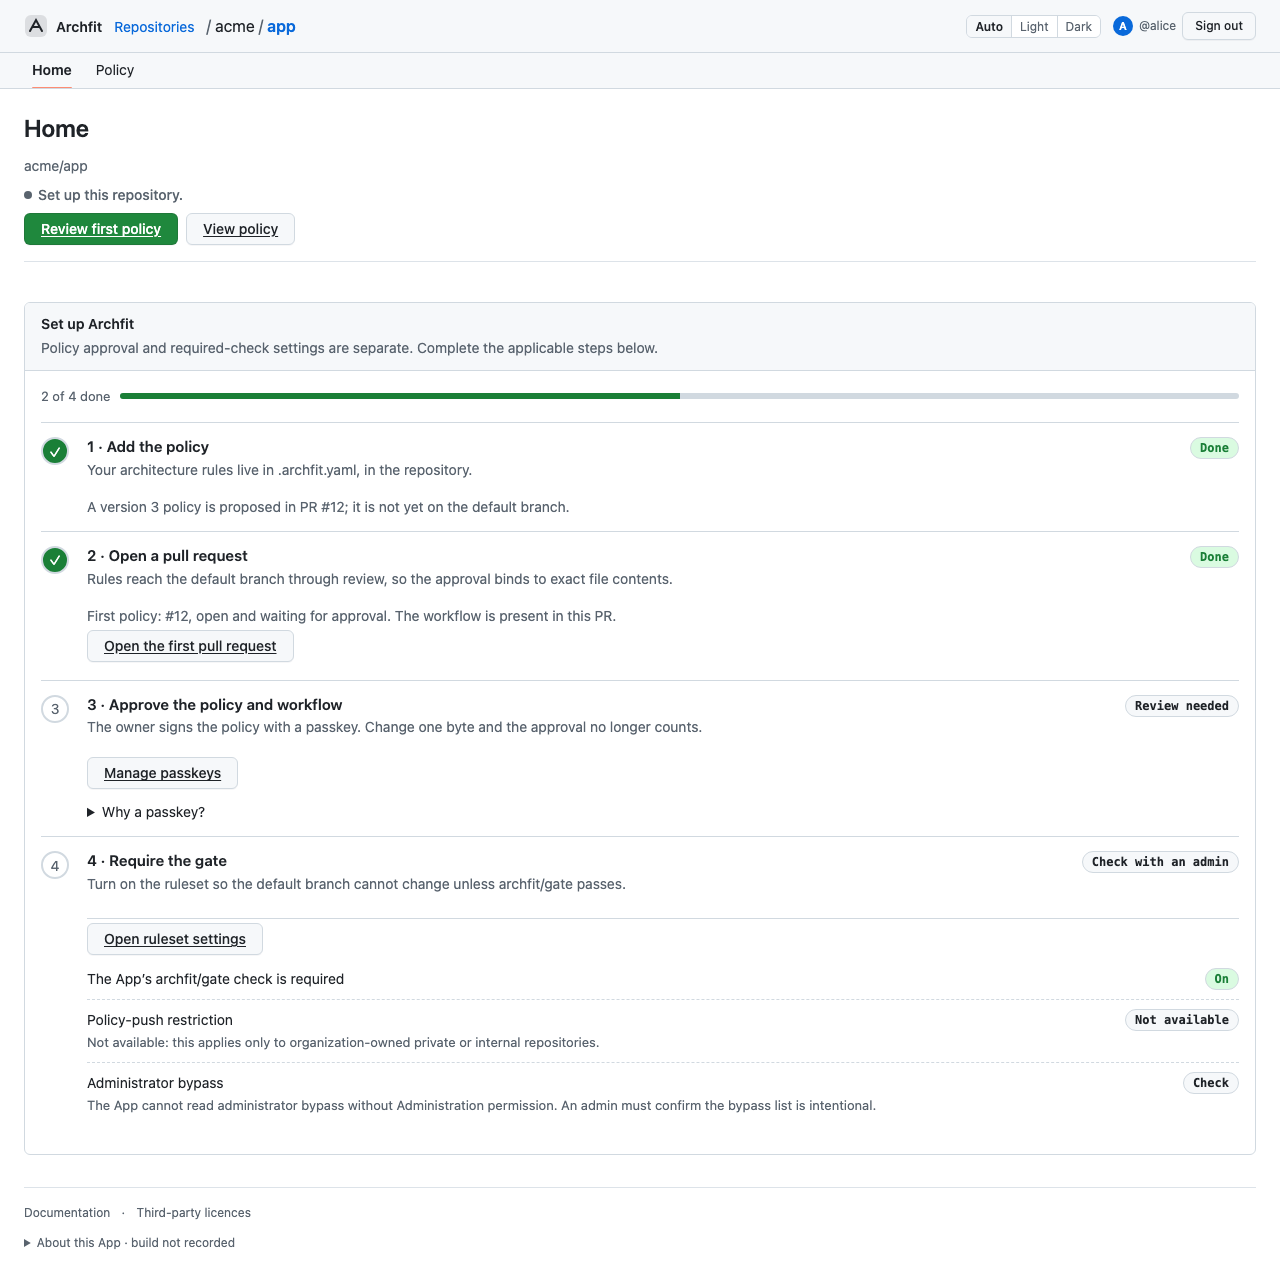 Archfit Repositories / acme / app Auto Light Dark A @alice Sign out
Home Policy
Home
acme/app
Set up this repository.
Review first policy View policy
Set up Archfit
Policy approval and required-check settings are separate. Complete the applicable steps below.
2 of 4 done
1 · Add the policy Done
Your architecture rules live in .archfit.yaml, in the repository.
A version 3 policy is proposed in PR #12; it is not yet on the default branch.
2 · Open a pull request Done
Rules reach the default branch through review, so the approval binds to exact file contents.
First policy: #12, open and waiting for approval. The workflow is present in this PR.
Open the first pull request
3 3 · Approve the policy and workflow Review needed
The owner signs the policy with a passkey. Change one byte and the approval no longer counts.
Manage passkeys
Why a passkey?
4 4 · Require the gate Check with an admin
Turn on the ruleset so the default branch cannot change unless archfit/gate passes.
Open ruleset settings
The App’s archfit/gate check is required On
Policy-push restriction Not available
Not available: this applies only to organization-owned private or internal repositories.
Administrator bypass Check
The App cannot read administrator bypass without Administration permission. An admin must confirm the bypass list is intentional.
Documentation · Third-party licences
About this App · build not recorded